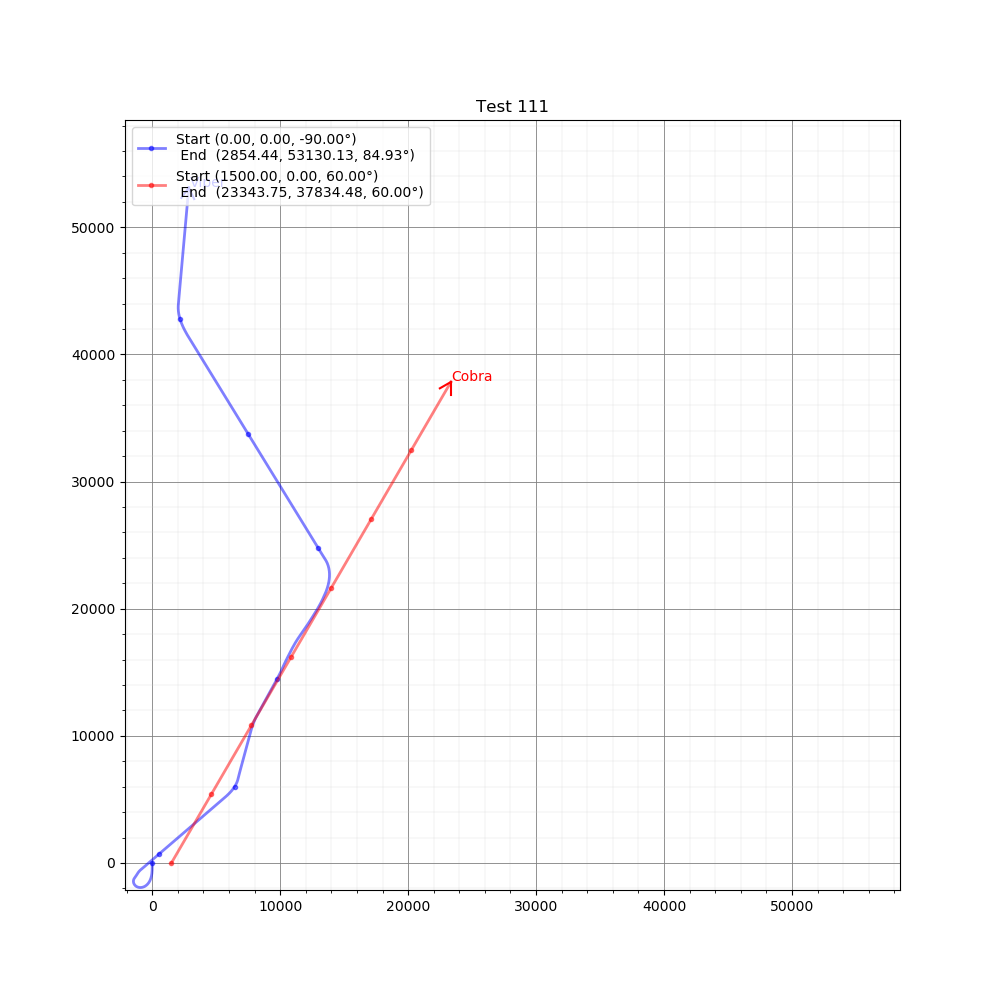 Test 111
Start (0.00, 0.00, -90.00°)
End (2854.44, 53130.13, 84.93°)
Start (1500.00, 0.00, 60.00°)
End (23343.75, 37834.48, 60.00°)
Cobra
50000
40000
30000
20000
10000
0
0 10000 20000 30000 40000 50000